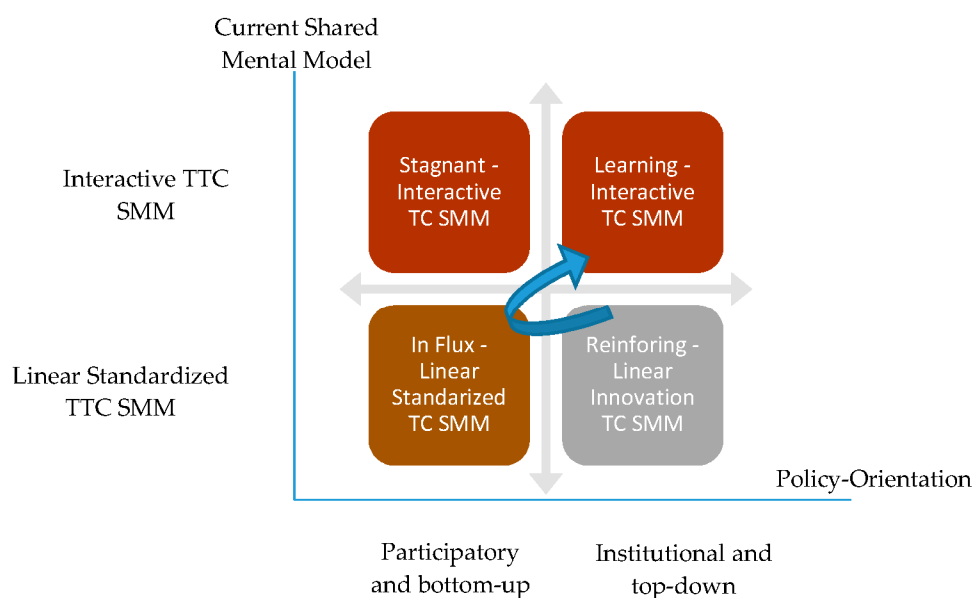 Current Shared
Mental Model
Interactive TTC
SMM
Stagnant -
Interactive
TC SMM
Learning -
Interactive
TC SMM
Linear Standardized
TTC SMM
In Flux -
Linear
Standarized
TC SMM
Reinforing -
Linear
Innovation
TC SMM
Policy-Orientation
Participatory
and bottom-up
Institutional and
top-down